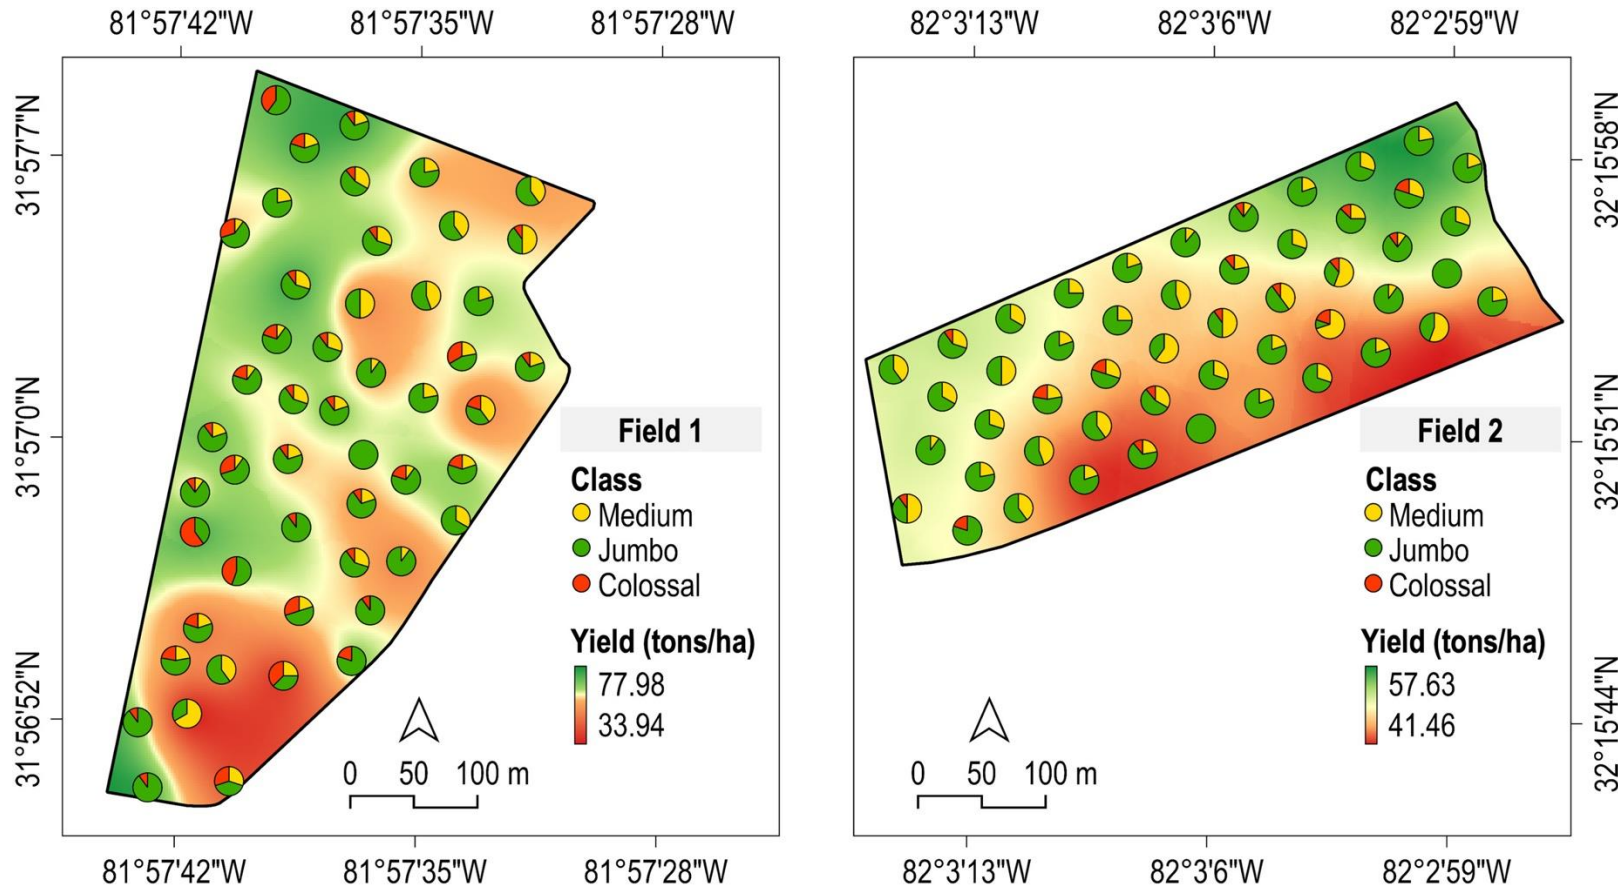 81°57'42"W 81°57'35"W 81°57'28"W
82°3'13"W 82°3'6"W 82°2'59"W
31°57'7"N
31°57'0"N
31°56'52"N
Field 1
Class
Medium
Jumbo
Colossal
Yield (tons/ha)
77.98
33.94
0 50 100 m
81°57'42"W 81°57'35"W 81°57'28"W
32°15'58"N
32°15'51"N
32°15'44"N
Field 2
Class
Medium
Jumbo
Colossal
Yield (tons/ha)
57.63
41.46
0 50 100 m
82°3'13"W 82°3'6"W 82°2'59"W